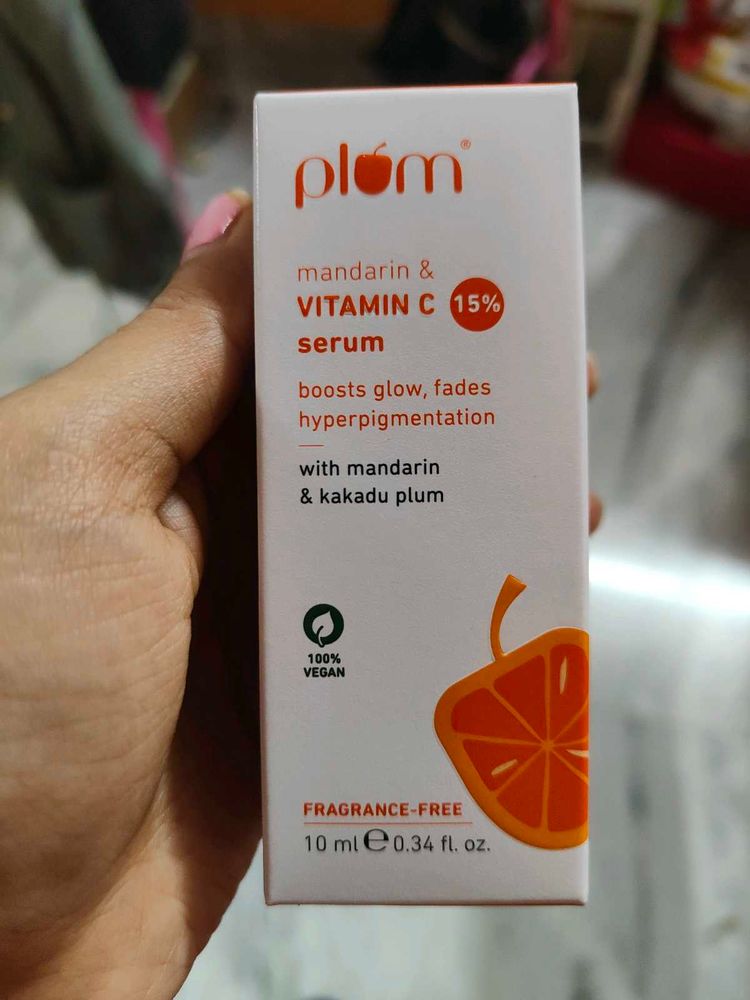 plum®
mandarin &
VITAMIN C 15%
serum
boosts glow, fades
hyperpigmentation
with mandarin
& kakadu plum
100%
VEGAN
FRAGRANCE-FREE
10 ml ℮ 0.34 fl. oz.